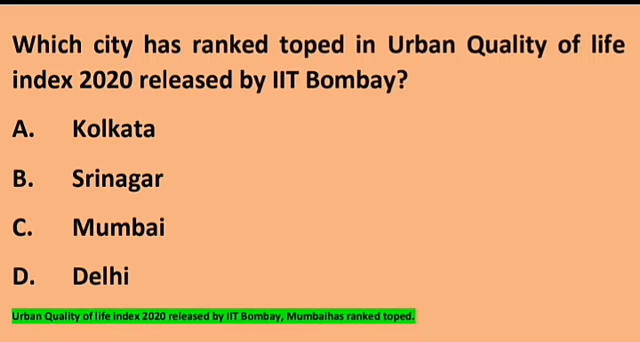 Which city has ranked toped in Urban Quality of life
index 2020 released by IIT Bombay?
A. Kolkata
B. Srinagar
C. Mumbai
D. Delhi
Urban Quality of life index 2020 released by IIT Bombay, Mumbaihas ranked toped.